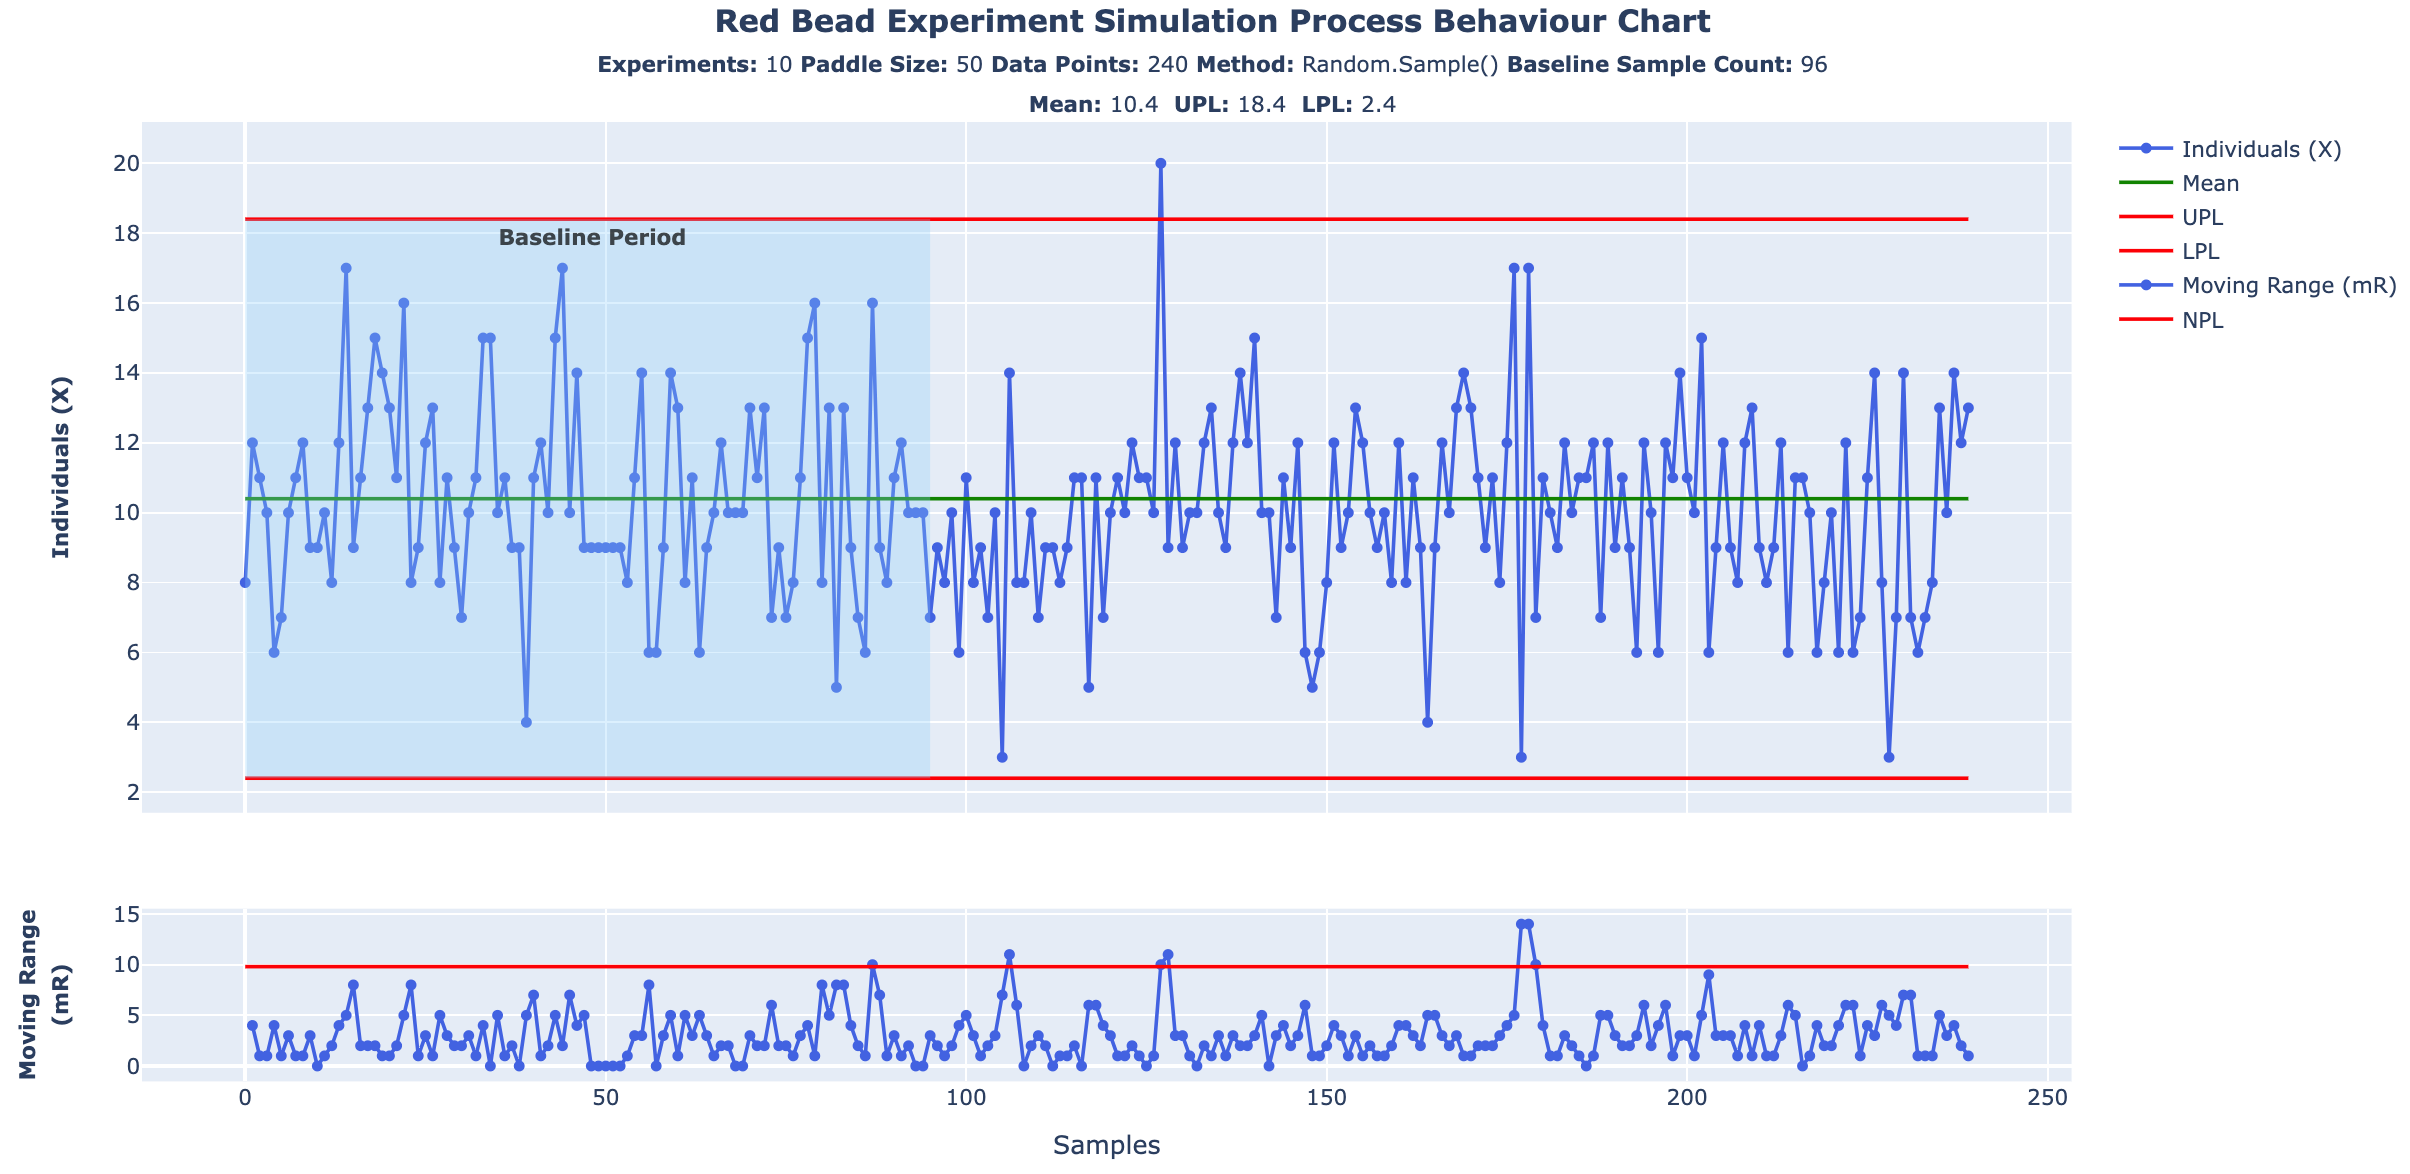 Red Bead Experiment Simulation Process Behaviour Chart
Experiments: 10 Paddle Size: 50 Data Points: 240 Method: Random.Sample() Baseline Sample Count: 96
Mean: 10.4 UPL: 18.4 LPL: 2.4
Individuals (X)
20
18
16
14
12
10
8
6
4
2
Baseline Period
Individuals (X)
Mean
UPL
LPL
Moving Range (mR)
NPL
Moving Range
(mR)
15
10
5
0
0
50
100
150
200
250
Samples